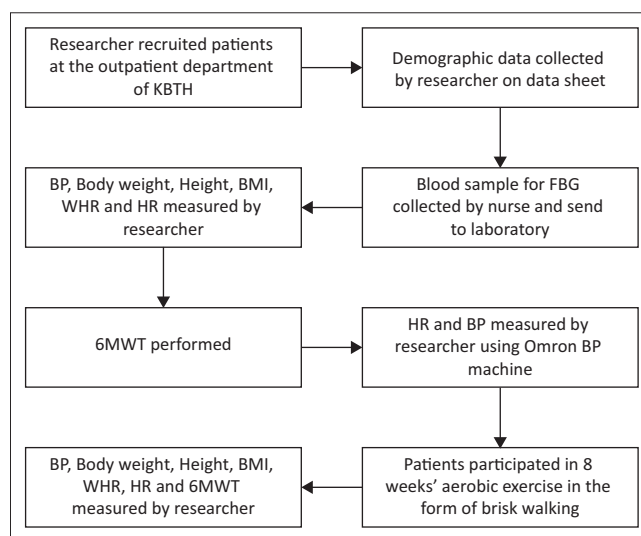 Researcher recruited patients
at the outpatient department
of KBTH
Demographic data collected
by researcher on data sheet
Blood sample for FBG
collected by nurse and send
to laboratory
BP, Body weight, Height, BMI,
WHR and HR measured by
researcher
6MWT performed
HR and BP measured by
researcher using Omron BP
machine
Patients participated in 8
weeks’ aerobic exercise in the
form of brisk walking
BP, Body weight, Height, BMI,
WHR, HR and 6MWT
measured by researcher